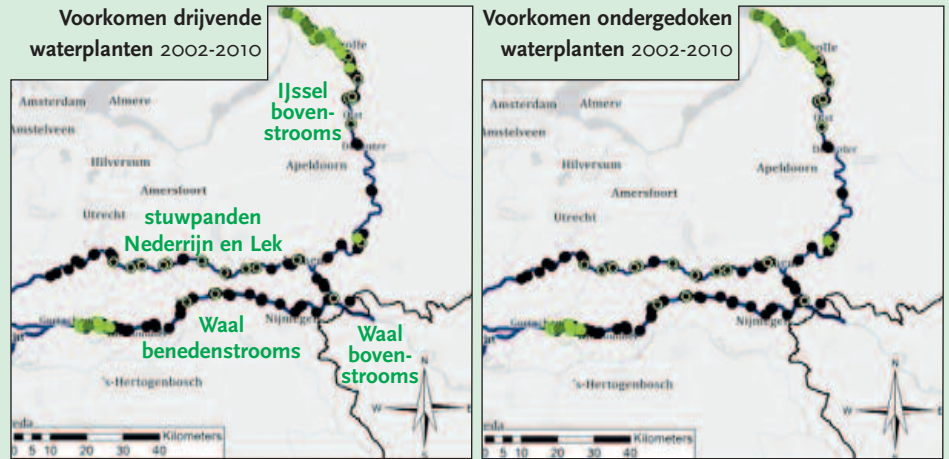 Voorkomen drijvende
waterplanten 2002-2010
Amsterdam
Almere
IJssel
boven-
strooms
Hilversum
Apeldoorn
Amersfoort
Utrecht
stuwpanden
Nederrijn en Lek
Waal
benedenstrooms
Nijmegen
Waal
boven-
strooms
's-Hertogenbosch
N
W
Kilometers
0 5 10 20 30 40
Voorkomen ondergedoken
waterplanten 2002-2010
Amsterdam
Almere
Hilversum
Apeldoorn
Amersfoort
Utrecht
Nijmegen
's-Hertogenbosch
N
W
E
S
Kilometers
0 5 10 20 30 40